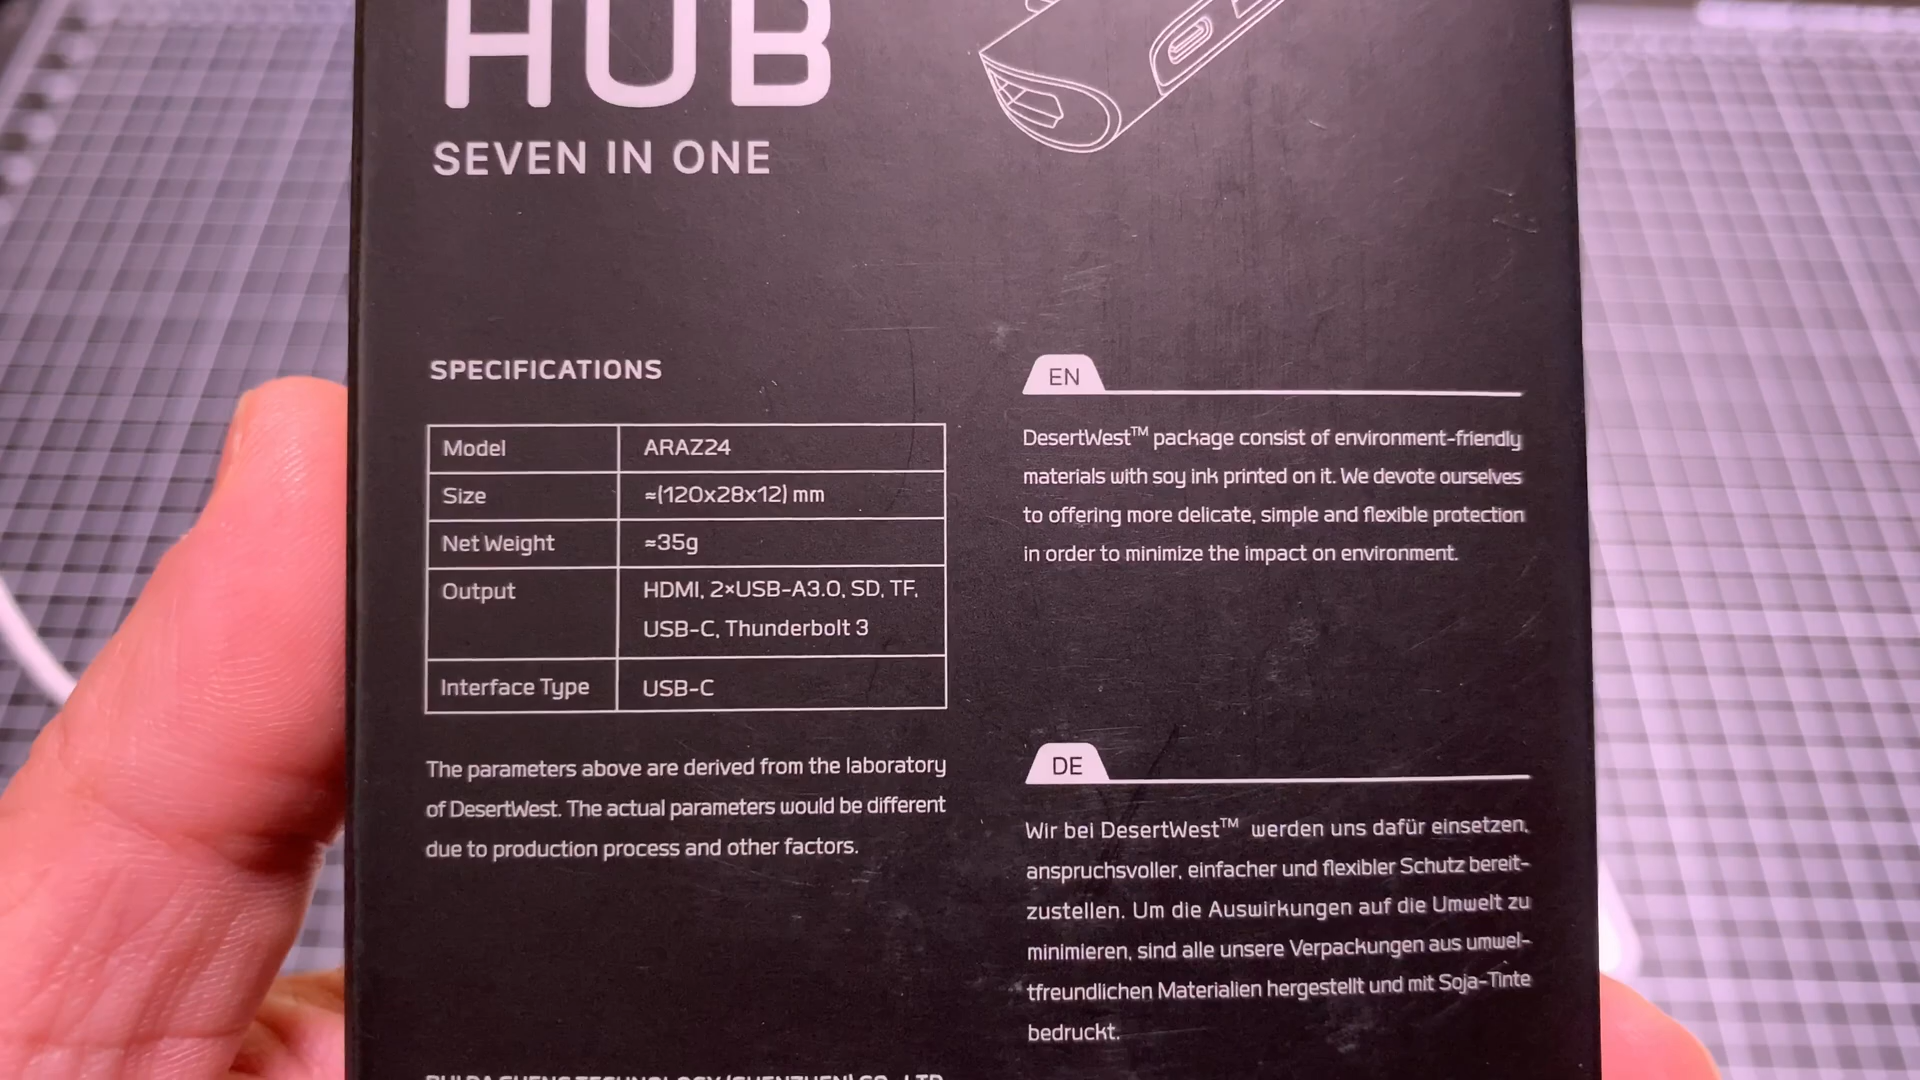 HUB
SEVEN IN ONE
SPECIFICATIONS
Model ARAZ24
Size ≈(120x28x12) mm
Net Weight ≈35g
Output HDMI, 2×USB-A3.0, SD, TF,
USB-C, Thunderbolt 3
Interface Type USB-C
The parameters above are derived from the laboratory
of DesertWest. The actual parameters would be different
due to production process and other factors.
EN
DesertWest™ package consist of environment-friendly
materials with soy ink printed on it. We devote ourselves
to offering more delicate, simple and flexible protection
in order to minimize the impact on environment.
DE
Wir bei DesertWest™ werden uns dafür einsetzen,
anspruchsvoller, einfacher und flexibler Schutz bereit-
zustellen. Um die Auswirkungen auf die Umwelt zu
minimieren, sind alle unsere Verpackungen aus umwel-
tfreundlichen Materialien hergestellt und mit Soja-Tinte
bedruckt.
TECHNOLOGY (SHENZHEN) CO., LTD